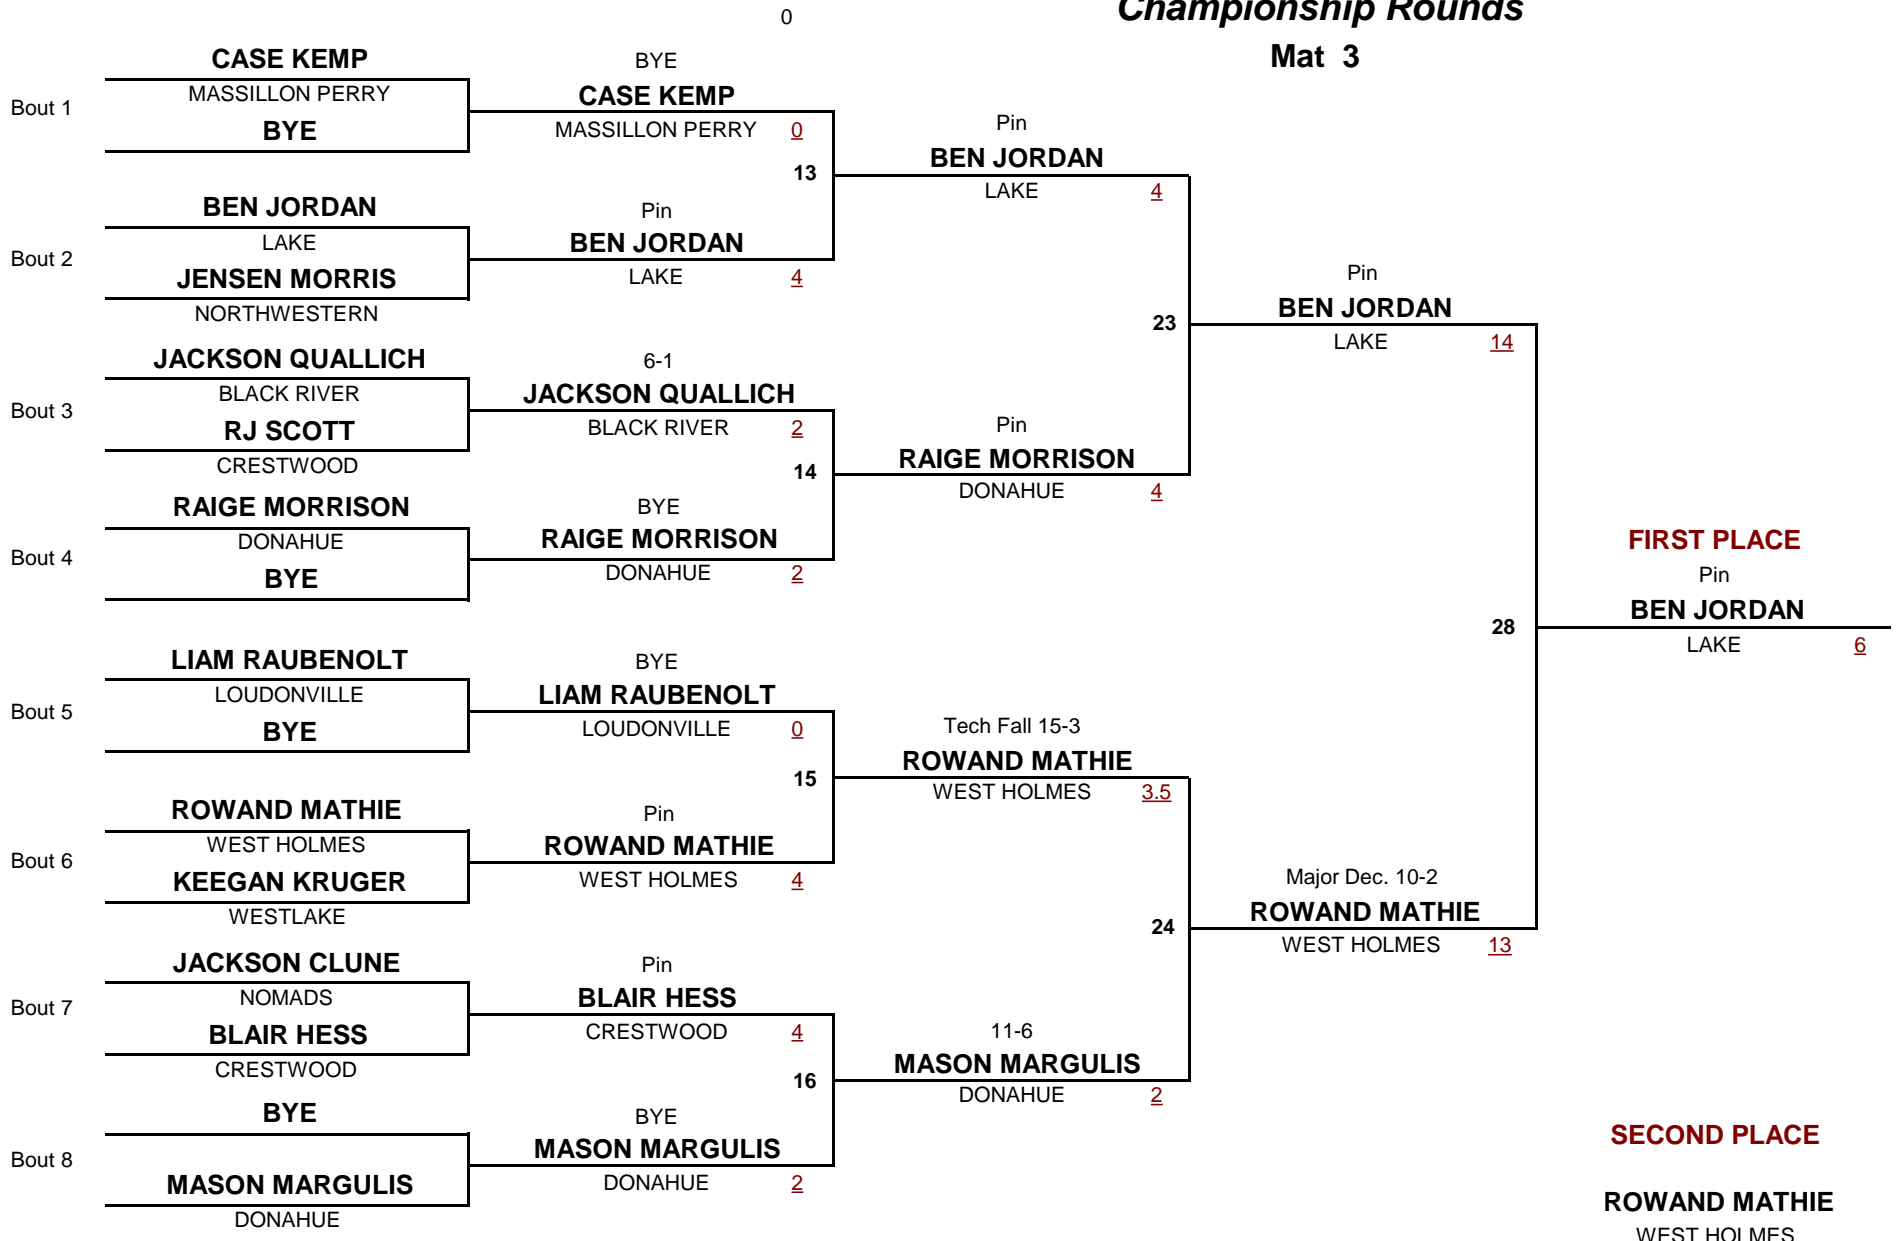 0
Championship Rounds
Mat 3
CASE KEMP
MASSILLON PERRY
Bout 1
BYE
BEN JORDAN
LAKE
Bout 2
JENSEN MORRIS
NORTHWESTERN
JACKSON QUALLICH
BLACK RIVER
Bout 3
RJ SCOTT
CRESTWOOD
RAIGE MORRISON
DONAHUE
Bout 4
BYE
LIAM RAUBENOLT
LOUDONVILLE
Bout 5
BYE
ROWAND MATHIE
WEST HOLMES
Bout 6
KEEGAN KRUGER
WESTLAKE
JACKSON CLUNE
NOMADS
Bout 7
BLAIR HESS
CRESTWOOD
BYE
Bout 8
MASON MARGULIS
DONAHUE
BYE
CASE KEMP
MASSILLON PERRY 0
13
Pin
BEN JORDAN
LAKE 4
6-1
JACKSON QUALLICH
BLACK RIVER 2
14
BYE
RAIGE MORRISON
DONAHUE 2
BYE
LIAM RAUBENOLT
LOUDONVILLE 0
15
Pin
ROWAND MATHIE
WEST HOLMES 4
Pin
BLAIR HESS
CRESTWOOD 4
16
BYE
MASON MARGULIS
DONAHUE 2
Pin
BEN JORDAN
LAKE 4
23
Pin
RAIGE MORRISON
DONAHUE 4
Tech Fall 15-3
ROWAND MATHIE
WEST HOLMES 3.5
24
11-6
MASON MARGULIS
DONAHUE 2
Pin
BEN JORDAN
LAKE 14
28
Major Dec. 10-2
ROWAND MATHIE
WEST HOLMES 13
FIRST PLACE
Pin
BEN JORDAN
LAKE 6
SECOND PLACE
ROWAND MATHIE
WEST HOLMES